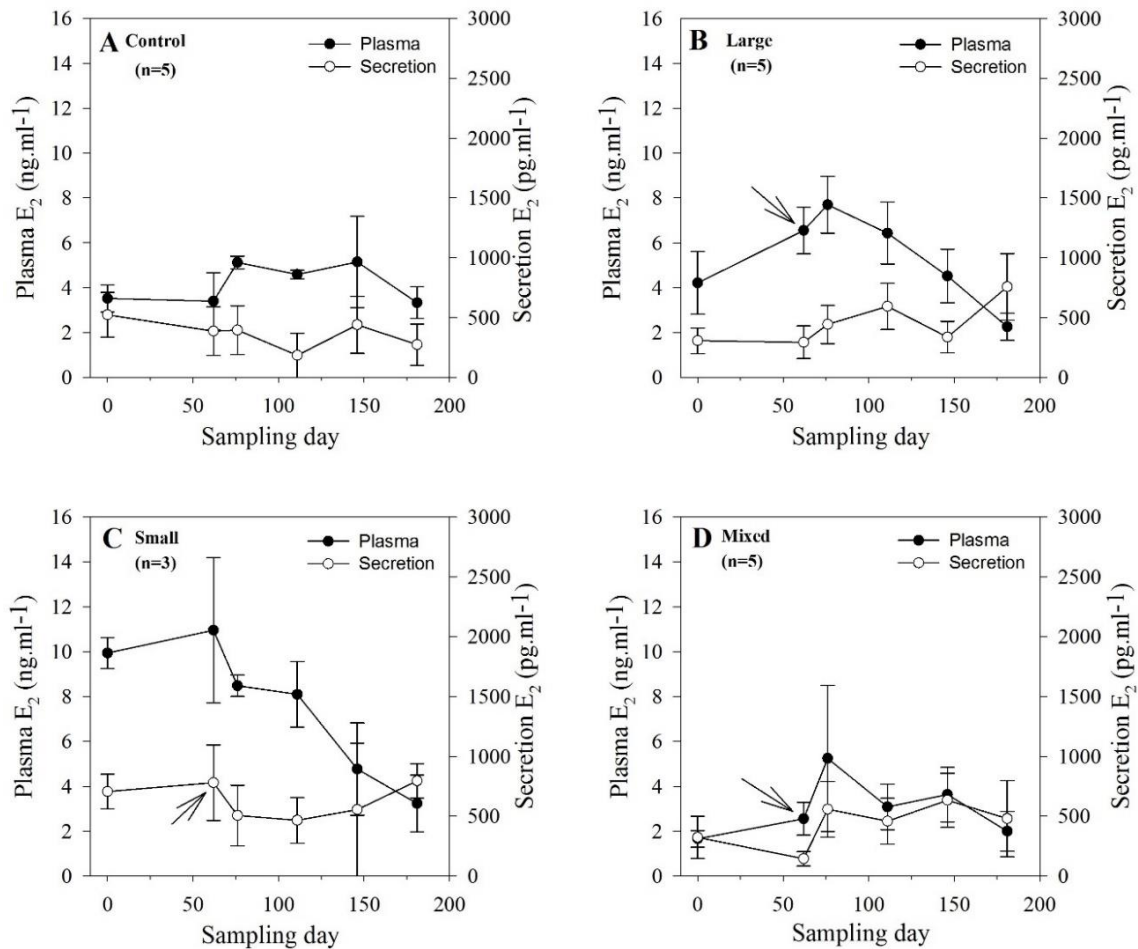 A Control
(n=5)
Plasma
Secretion
16
14
12
10
8
6
4
2
0
Plasma E₂ (ng.ml-1)
3000
2500
2000
1500
1000
500
0
Secretion E₂ (pg.ml-1)
0 50 100 150 200
Sampling day
B Large
(n=5)
Plasma
Secretion
16
14
12
10
8
6
4
2
0
Plasma E₂ (ng.ml-1)
3000
2500
2000
1500
1000
500
0
Secretion E₂ (pg.ml-1)
0 50 100 150 200
Sampling day
C Small
(n=3)
Plasma
Secretion
16
14
12
10
8
6
4
2
0
Plasma E₂ (ng.ml-1)
3000
2500
2000
1500
1000
500
0
Secretion E₂ (pg.ml-1)
0 50 100 150 200
Sampling day
D Mixed
(n=5)
Plasma
Secretion
16
14
12
10
8
6
4
2
0
Plasma E₂ (ng.ml-1)
3000
2500
2000
1500
1000
500
0
Secretion E₂ (pg.ml-1)
0 50 100 150 200
Sampling day